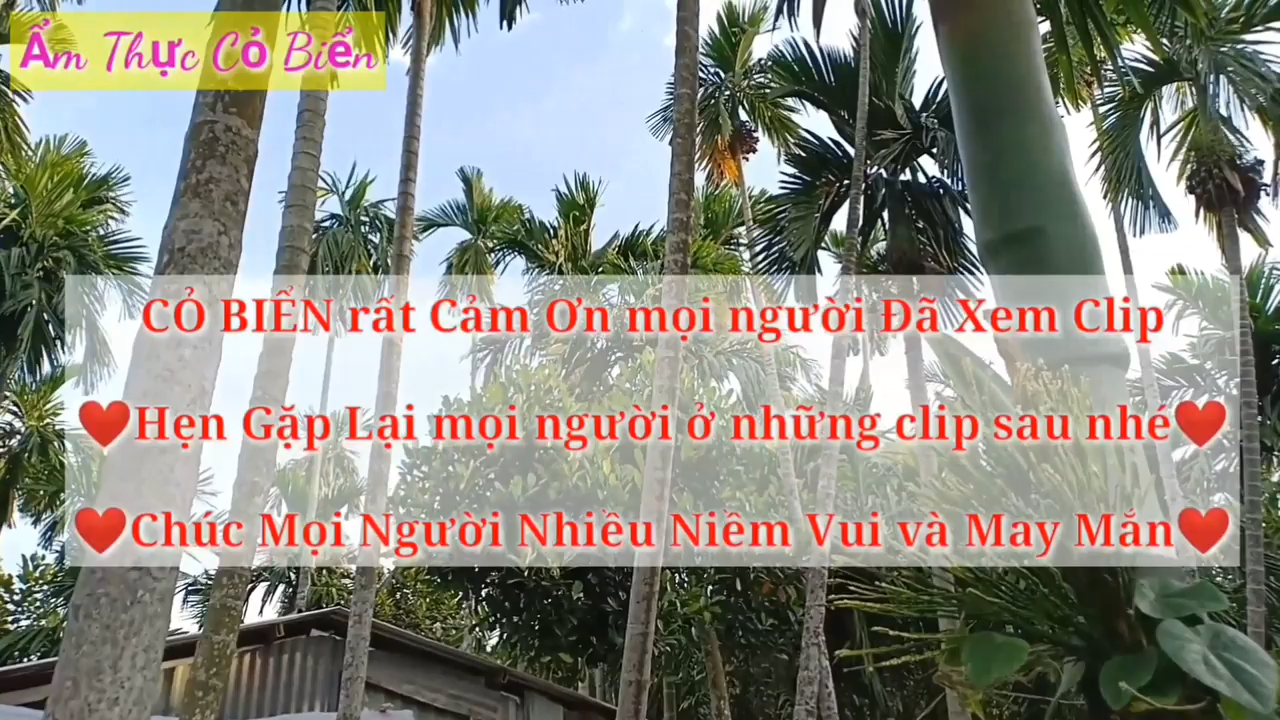 Ẩm Thực Cỏ Biển
CỎ BIỂN rất Cảm Ơn mọi người Đã Xem Clip
❤️Hẹn Gặp Lại mọi người ở những clip sau nhé❤️
❤️Chúc Mọi Người Nhiều Niềm Vui và May Mắn❤️